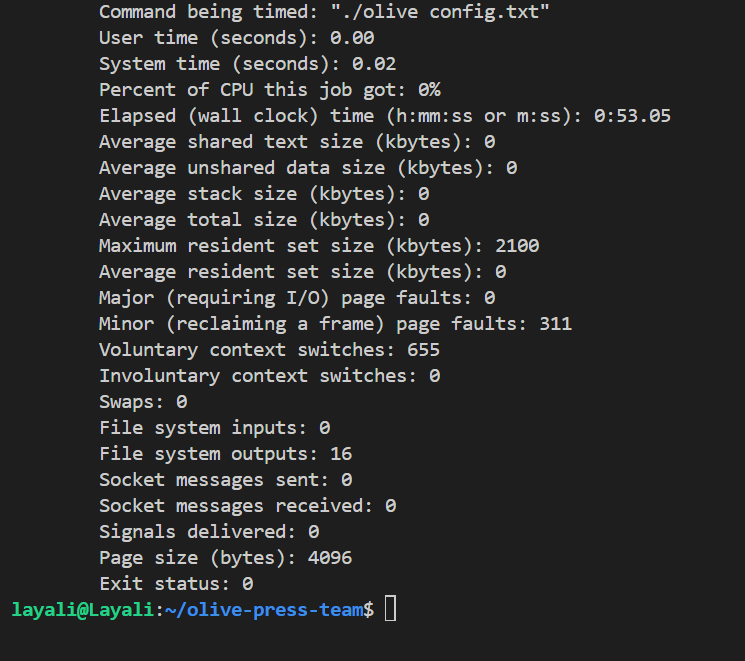 Command being timed: "./olive config.txt"
User time (seconds): 0.00
System time (seconds): 0.02
Percent of CPU this job got: 0%
Elapsed (wall clock) time (h:mm:ss or m:ss): 0:53.05
Average shared text size (kbytes): 0
Average unshared data size (kbytes): 0
Average stack size (kbytes): 0
Average total size (kbytes): 0
Maximum resident set size (kbytes): 2100
Average resident set size (kbytes): 0
Major (requiring I/O) page faults: 0
Minor (reclaiming a frame) page faults: 311
Voluntary context switches: 655
Involuntary context switches: 0
Swaps: 0
File system inputs: 0
File system outputs: 16
Socket messages sent: 0
Socket messages received: 0
Signals delivered: 0
Page size (bytes): 4096
Exit status: 0
layali@Layali:~/olive-press-team$